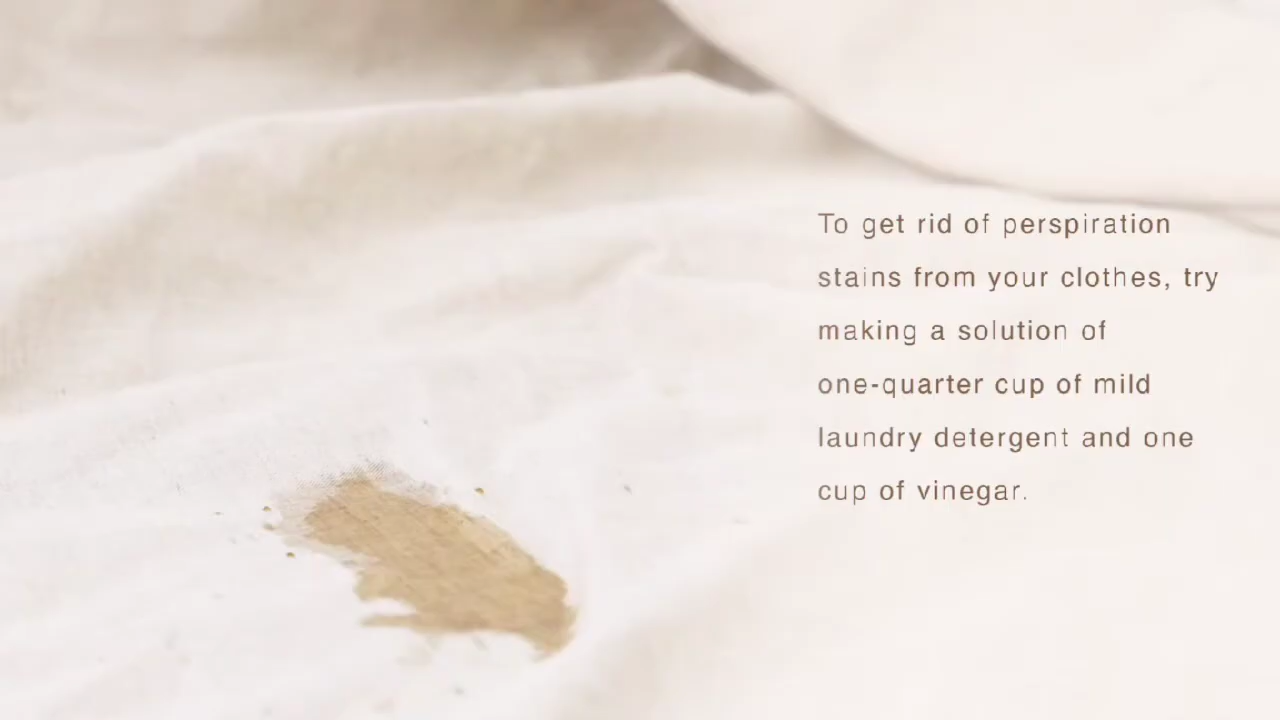 To get rid of perspiration
stains from your clothes, try
making a solution of
one-quarter cup of mild
laundry detergent and one
cup of vinegar.